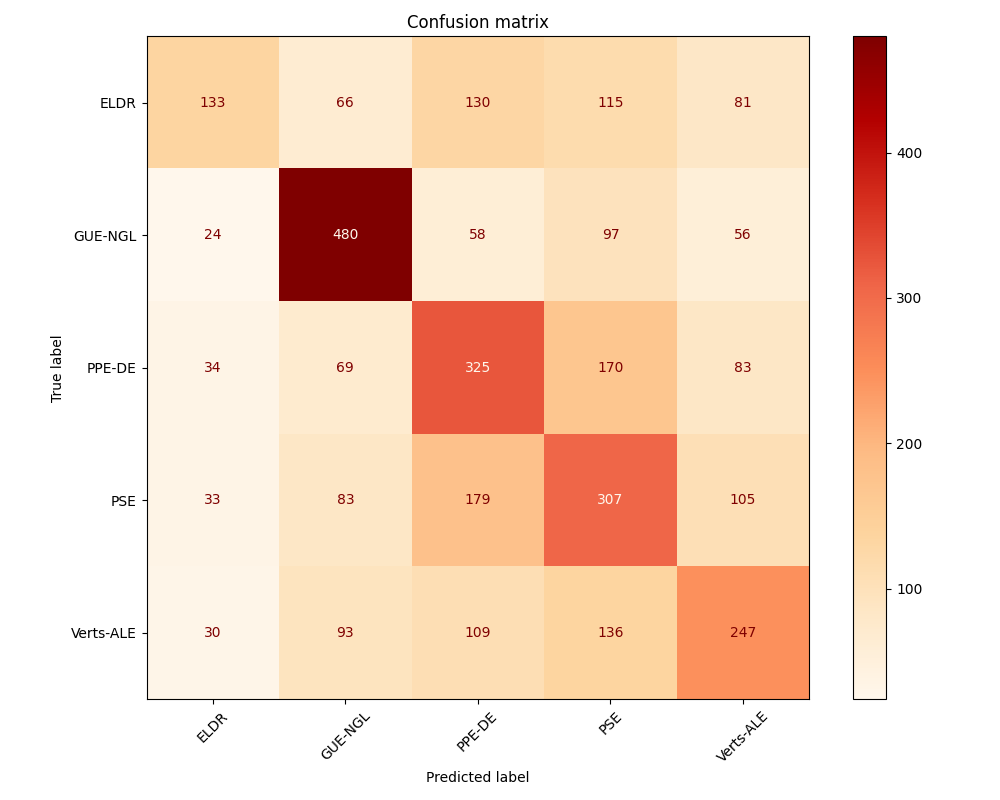 Confusion matrix
ELDR 133 66 130 115 81
GUE-NGL 24 480 58 97 56
PPE-DE 34 69 325 170 83
PSE 33 83 179 307 105
Verts-ALE 30 93 109 136 247
ELDR GUE-NGL PPE-DE PSE Verts-ALE
Predicted label
True label
400
300
200
100